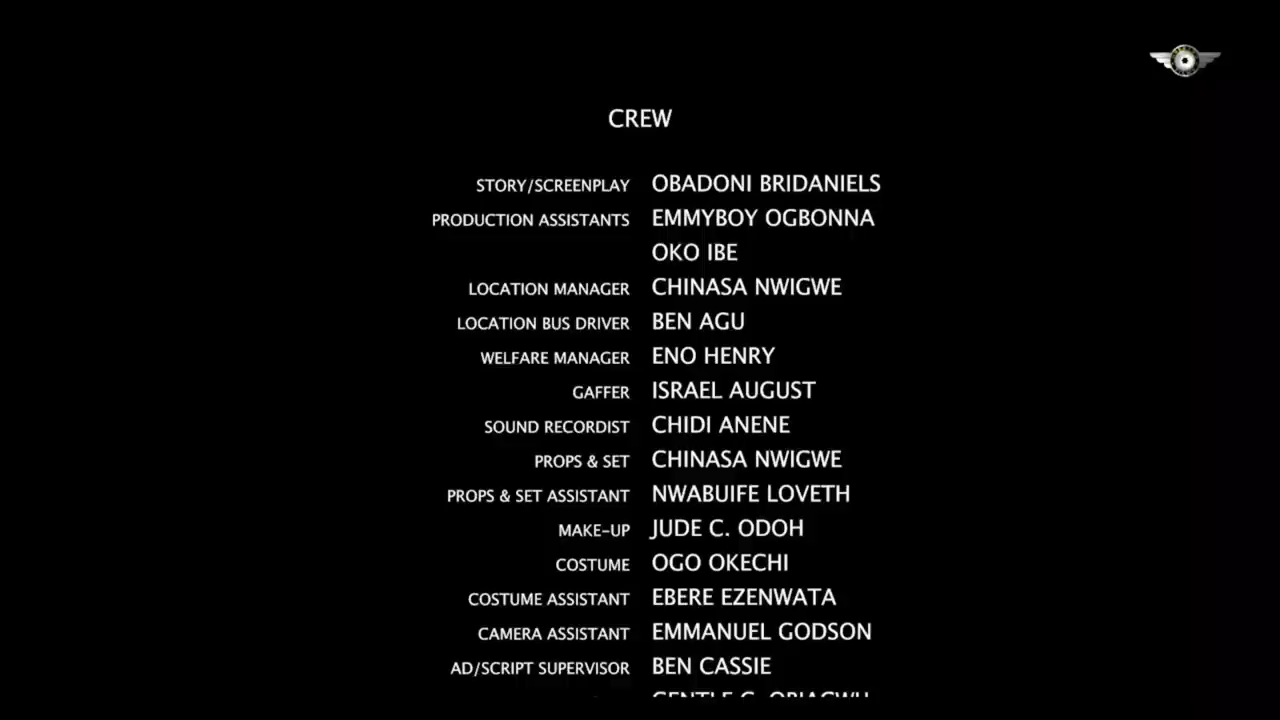 CREW
STORY/SCREENPLAY OBADONI BRIDANIELS
PRODUCTION ASSISTANTS EMMYBOY OGBONNA
OKO IBE
LOCATION MANAGER CHINASA NWIGWE
LOCATION BUS DRIVER BEN AGU
WELFARE MANAGER ENO HENRY
GAFFER ISRAEL AUGUST
SOUND RECORDIST CHIDI ANENE
PROPS & SET CHINASA NWIGWE
PROPS & SET ASSISTANT NWABUIFE LOVETH
MAKE-UP JUDE C. ODOH
COSTUME OGO OKECHI
COSTUME ASSISTANT EBERE EZENWATA
CAMERA ASSISTANT EMMANUEL GODSON
AD/SCRIPT SUPERVISOR BEN CASSIE